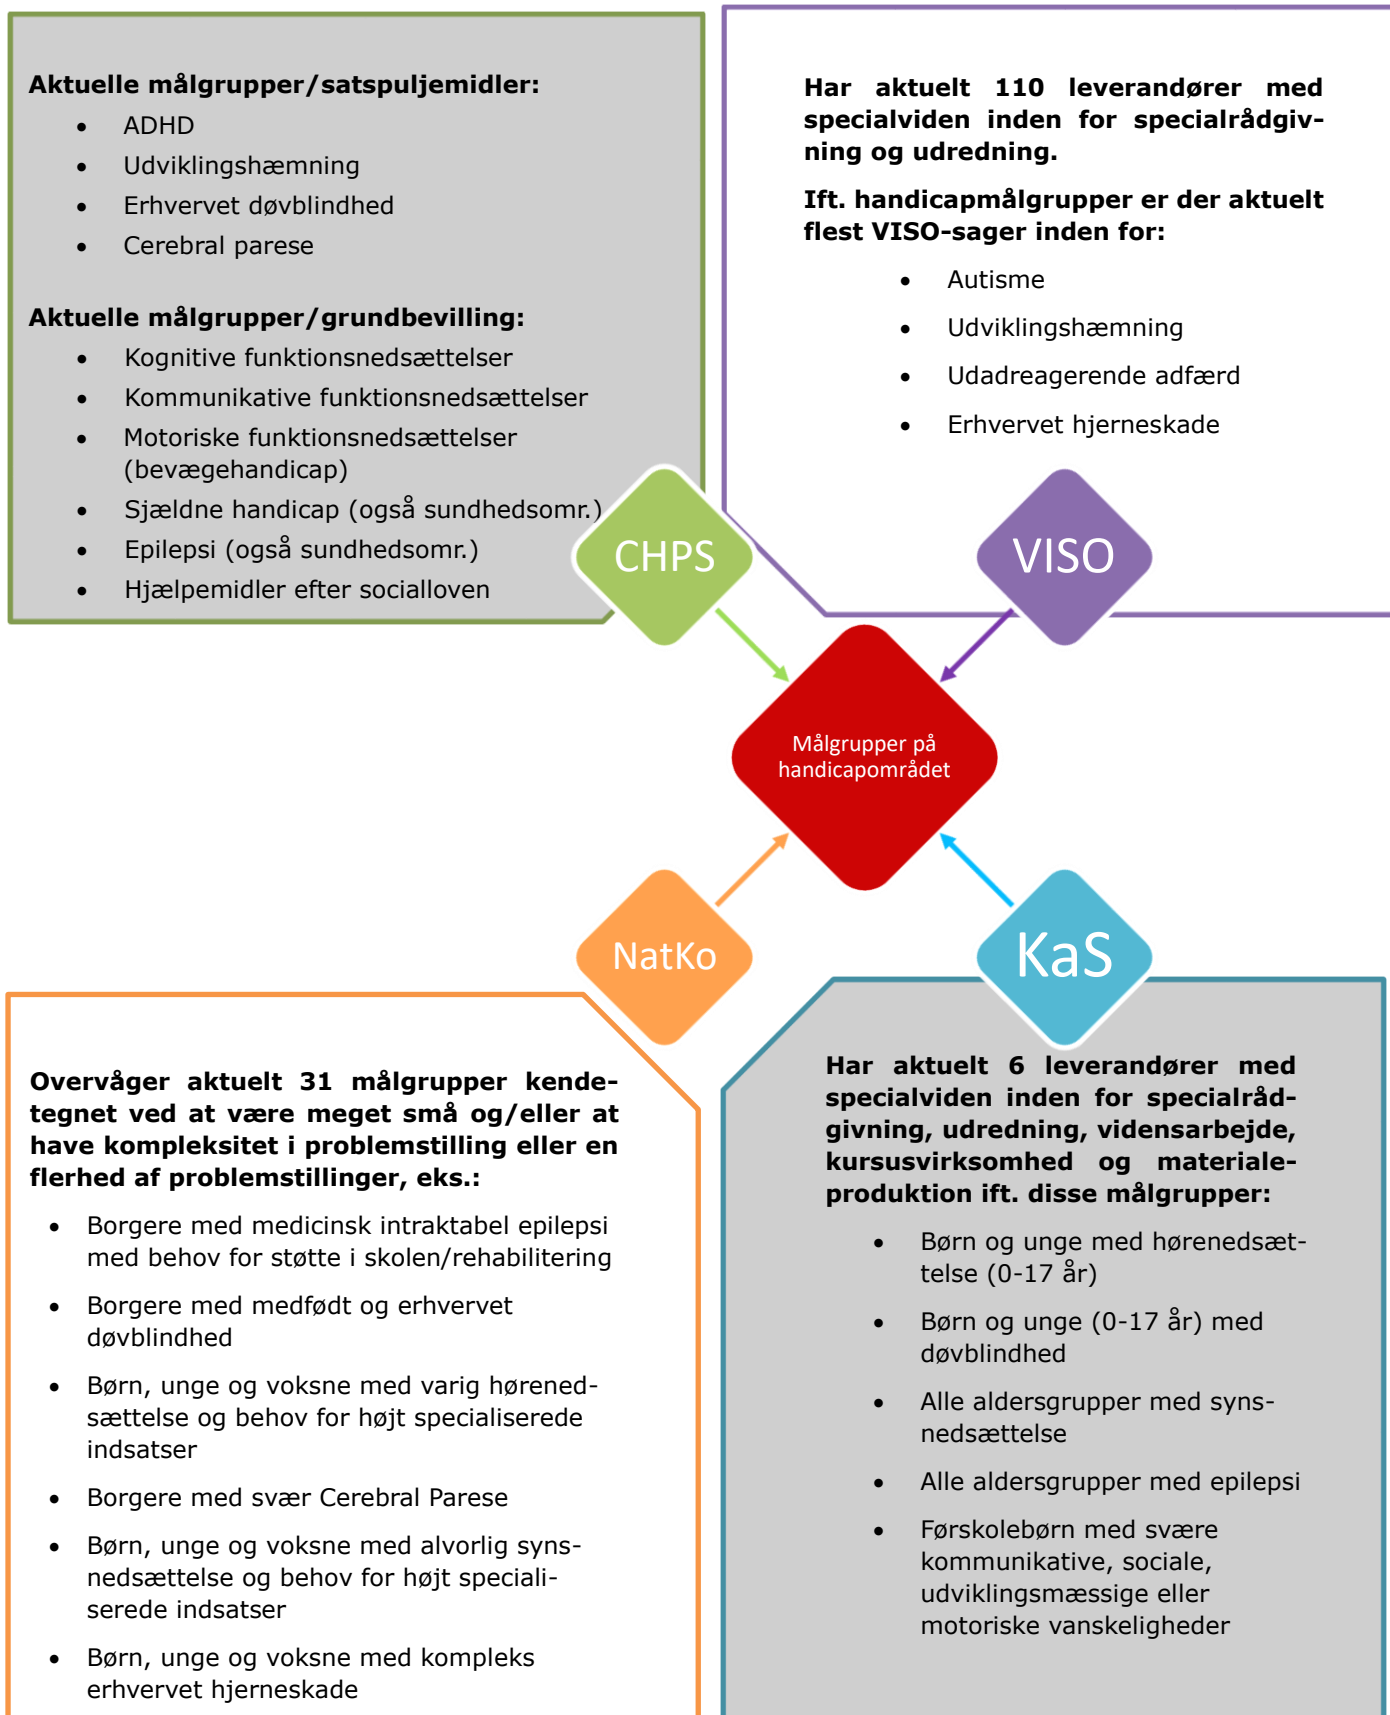 Aktuelle målgrupper/satspuljemidler:
• ADHD
• Udviklingshæmning
• Erhvervet døvblindhed
• Cerebral parese
Aktuelle målgrupper/grundbevilling:
• Kognitive funktionsnedsættelser
• Kommunikative funktionsnedsættelser
• Motoriske funktionsnedsættelser
(bevægehandicap)
• Sjældne handicap (også sundhedsomr.)
• Epilepsi (også sundhedsomr.)
• Hjælpemidler efter socialloven
CHPS
Har aktuelt 110 leverandører med
specialviden inden for specialrådgiv-
ning og udredning.
Ift. handicapmålgrupper er der aktuelt
flest VISO-sager inden for:
• Autisme
• Udviklingshæmning
• Udadreagerende adfærd
• Erhvervet hjerneskade
VISO
Målgrupper på
handicapområdet
NatKo
Overvåger aktuelt 31 målgrupper kende-
tegnet ved at være meget små og/eller at
have kompleksitet i problemstilling eller en
flerhed af problemstillinger, eks.:
• Borgere med medicinsk intraktabel epilepsi
med behov for støtte i skolen/rehabilitering
• Borgere med medfødt og erhvervet
døvblindhed
• Børn, unge og voksne med varig hørened-
sættelse og behov for højt specialiserede
indsatser
• Borgere med svær Cerebral Parese
• Børn, unge og voksne med alvorlig syns-
nedsættelse og behov for højt speciali-
serede indsatser
• Børn, unge og voksne med kompleks
erhvervet hjerneskade
KaS
Har aktuelt 6 leverandører med
specialviden inden for specialråd-
givning, udredning, vidensarbejde,
kursusvirksomhed og materiale-
produktion ift. disse målgrupper:
• Børn og unge med hørenedsæt-
telse (0-17 år)
• Børn og unge (0-17 år) med
døvblindhed
• Alle aldersgrupper med syns-
nedsættelse
• Alle aldersgrupper med epilepsi
• Førskolebørn med svære
kommunikative, sociale,
udviklingsmæssige eller
motoriske vanskeligheder